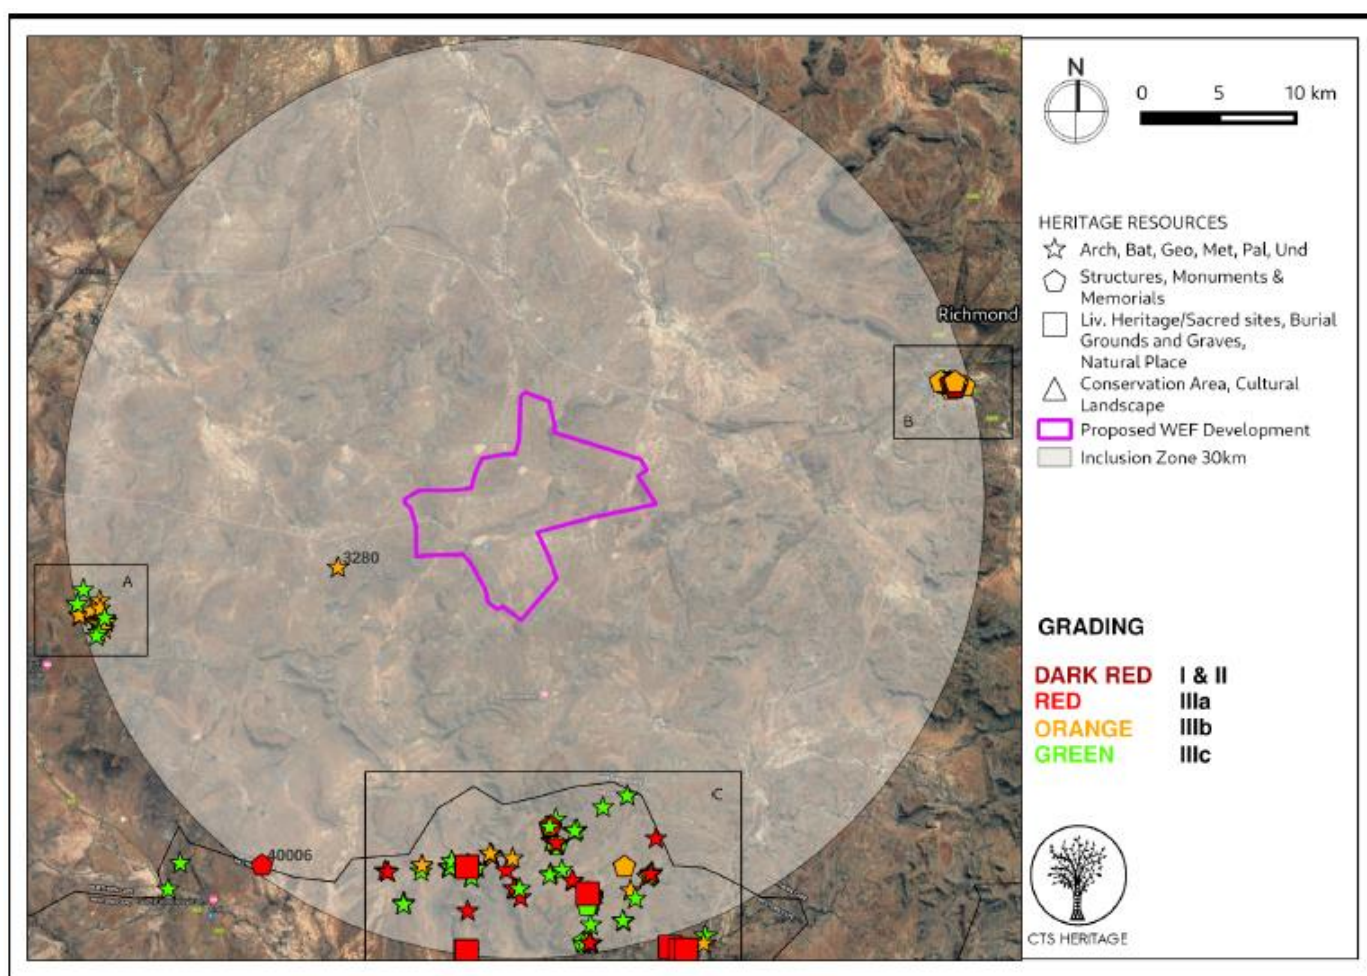 N
0 5 10 km
HERITAGE RESOURCES
Arch, Bat, Geo, Met, Pal, Und
Structures, Monuments &
Memorials
Liv. Heritage/Sacred sites, Burial
Grounds and Graves,
Natural Place
Conservation Area, Cultural
Landscape
Proposed WEF Development
Inclusion Zone 30km
Richmond
B
3280
A
C
40006
GRADING
DARK RED I & II
RED IIIa
ORANGE IIIb
GREEN IIIc
CTS HERITAGE